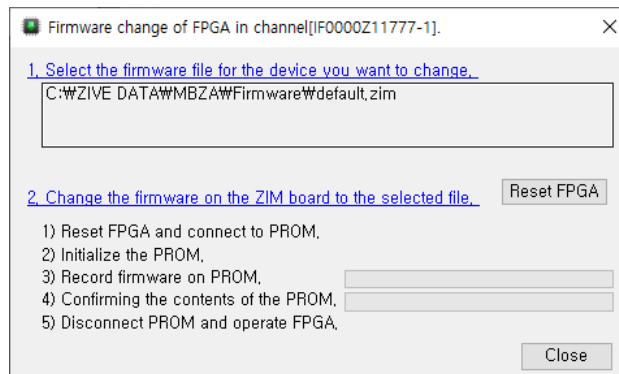 Firmware change of FPGA in channel[IF0000Z11777-1].
1. Select the firmware file for the device you want to change.
C:₩ZIVE DATA₩MBZA₩Firmware₩default.zim
2. Change the firmware on the ZIM board to the selected file.
Reset FPGA
1) Reset FPGA and connect to PROM.
2) Initialize the PROM.
3) Record firmware on PROM.
4) Confirming the contents of the PROM.
5) Disconnect PROM and operate FPGA.
Close